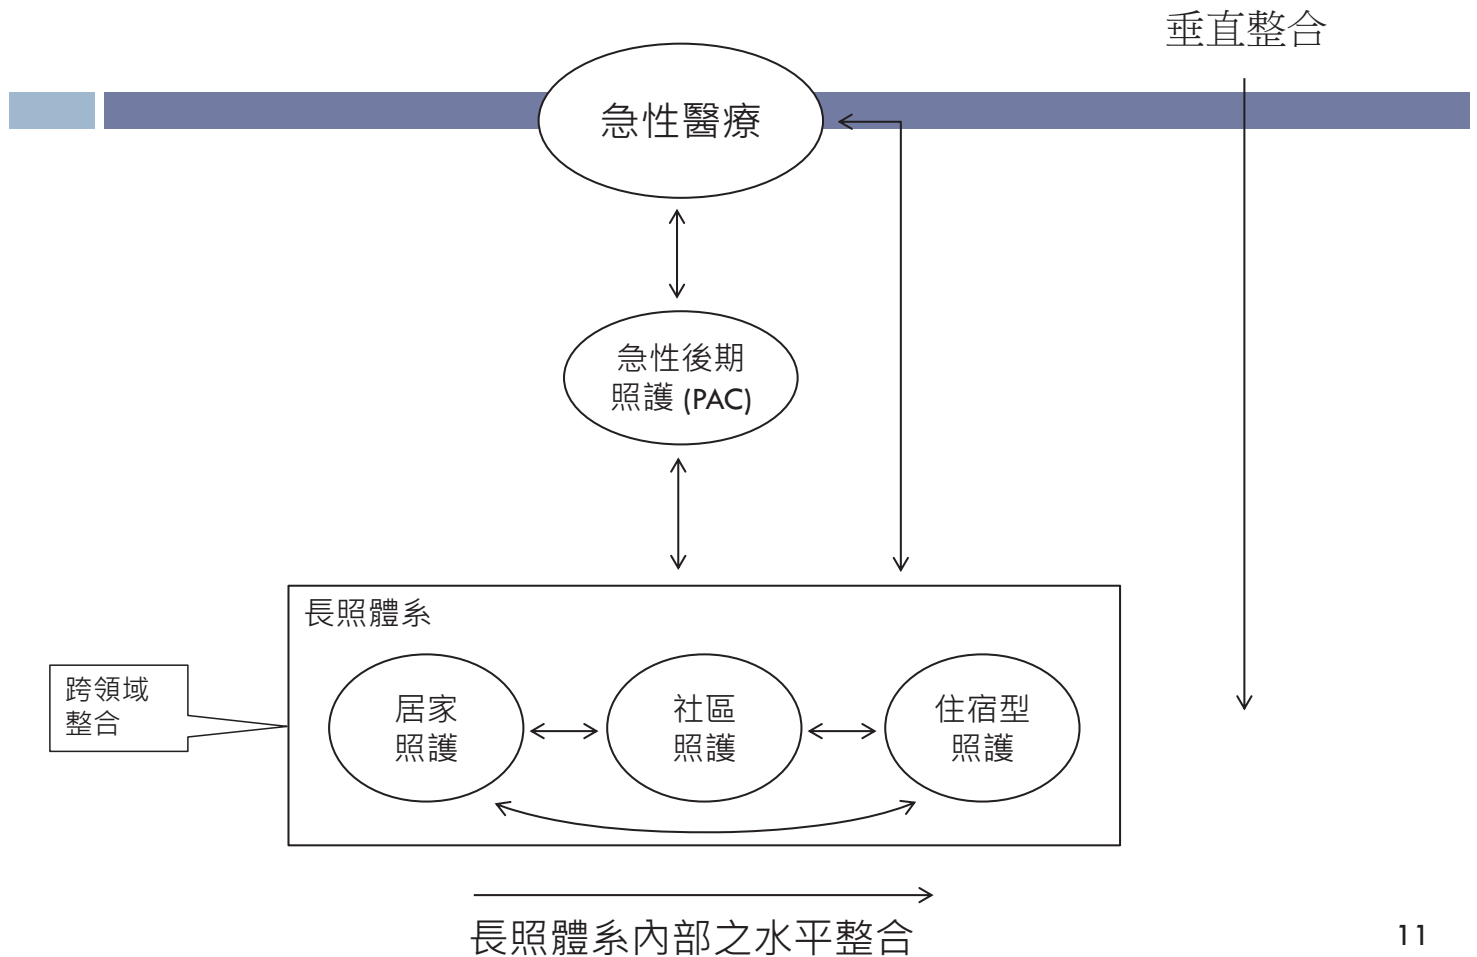 垂直整合
急性醫療
急性後期
照護 (PAC)
長照體系
跨領域
整合
居家
照護
社區
照護
住宿型
照護
長照體系內部之水平整合
11